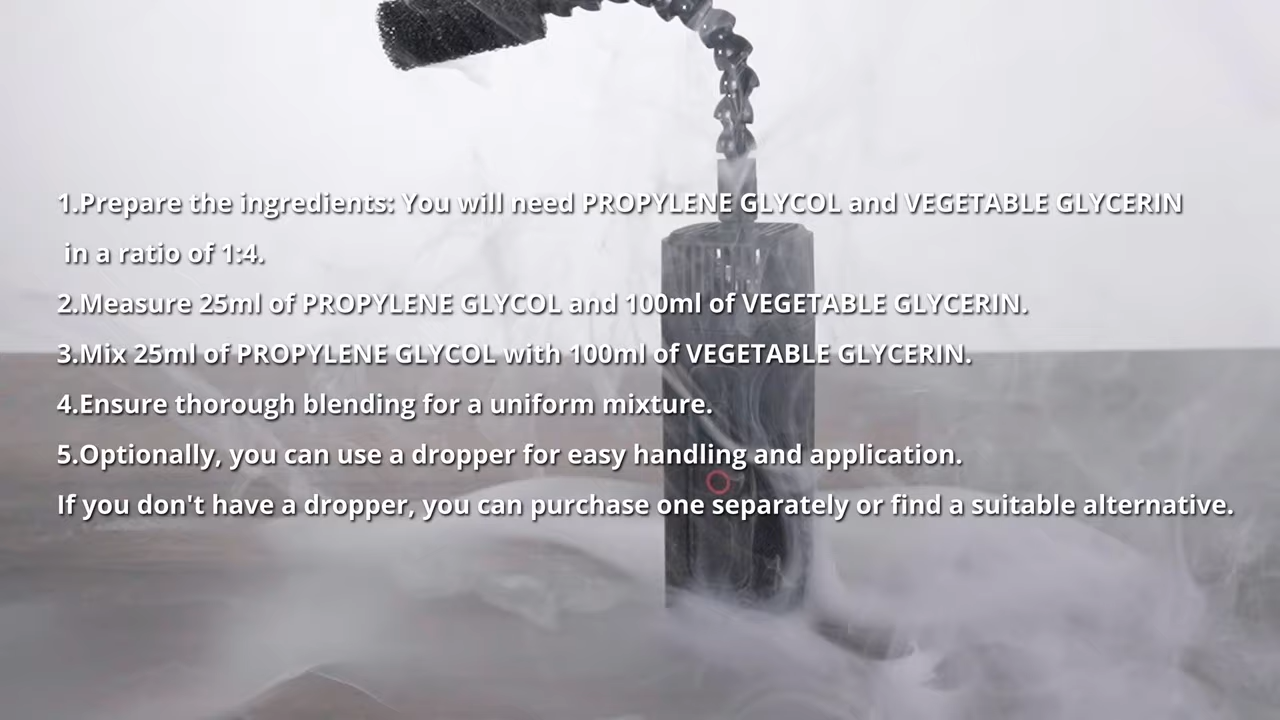 1.Prepare the ingredients: You will need PROPYLENE GLYCOL and VEGETABLE GLYCERIN
in a ratio of 1:4.
2.Measure 25ml of PROPYLENE GLYCOL and 100ml of VEGETABLE GLYCERIN.
3.Mix 25ml of PROPYLENE GLYCOL with 100ml of VEGETABLE GLYCERIN.
4.Ensure thorough blending for a uniform mixture.
5.Optionally, you can use a dropper for easy handling and application.
If you don't have a dropper, you can purchase one separately or find a suitable alternative.